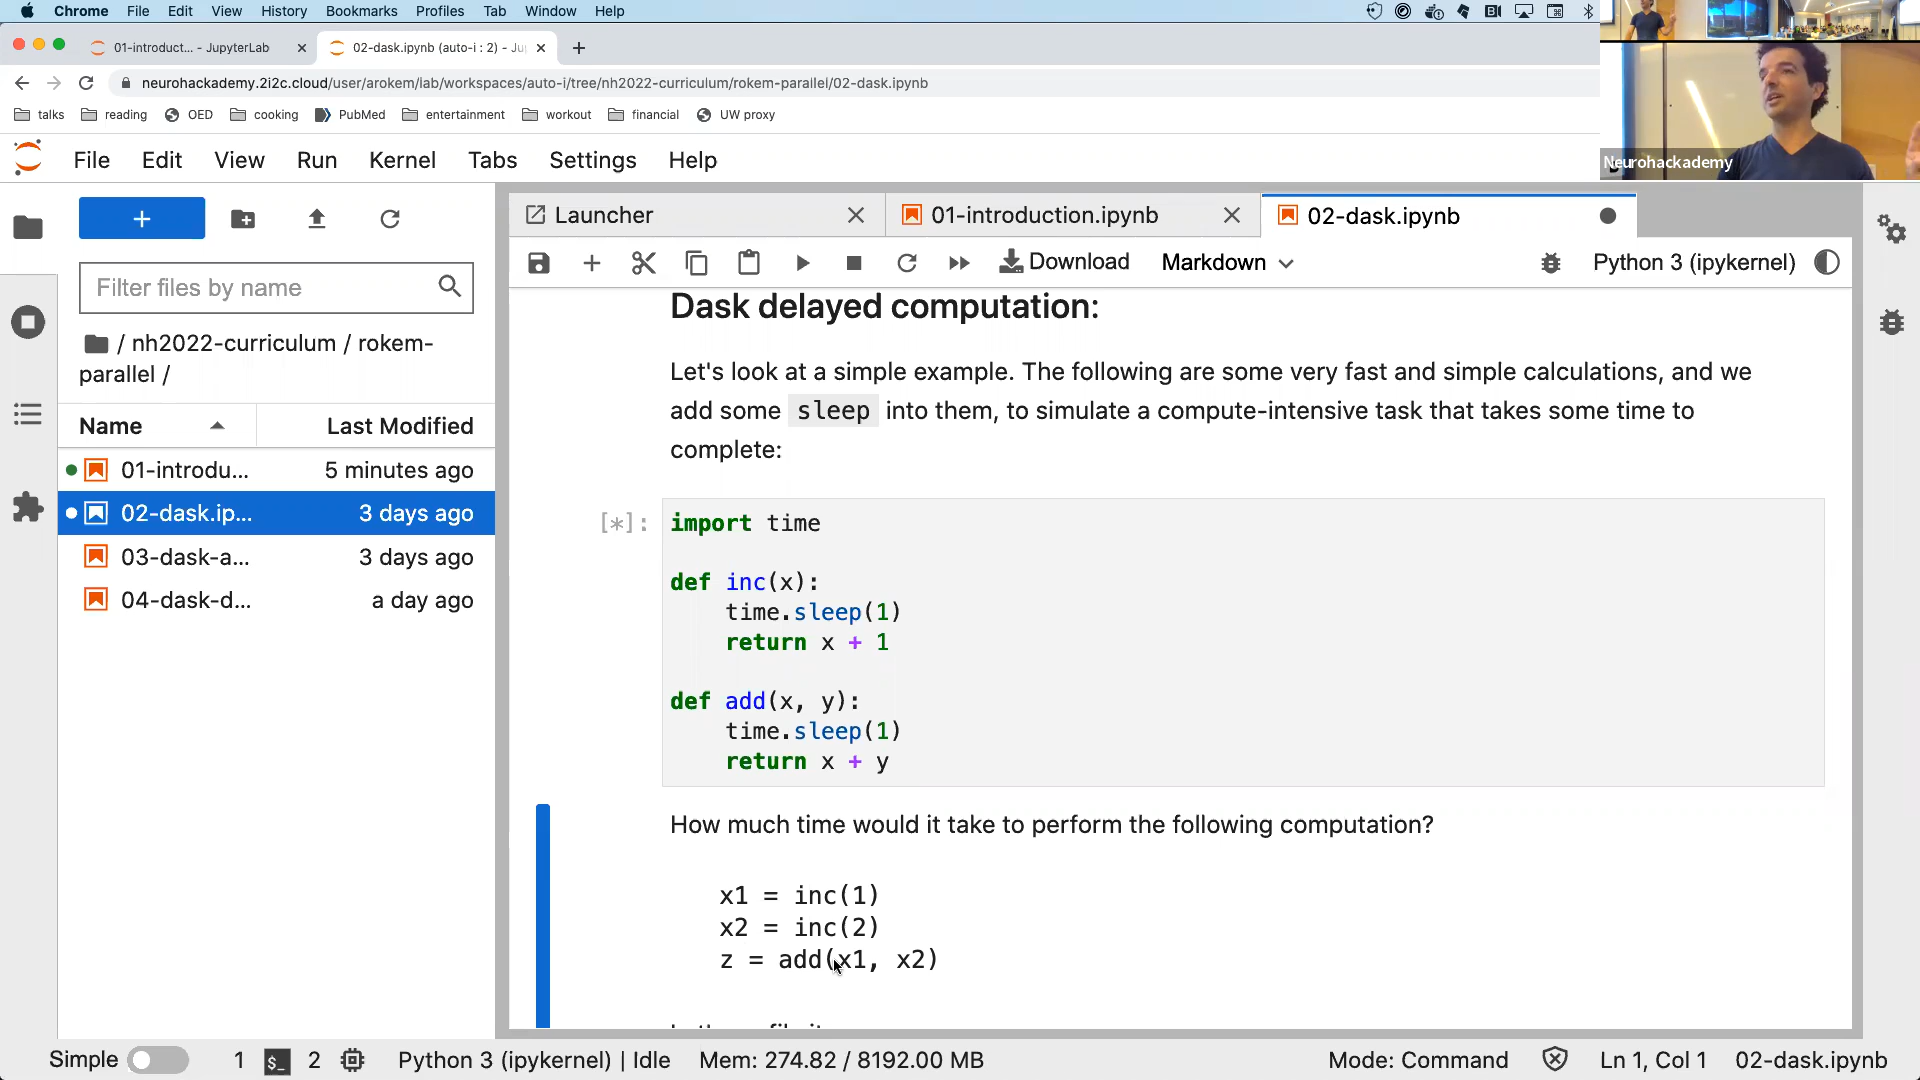 Chrome File Edit View History Bookmarks Profiles Tab Window Help
01-introduct... - JupyterLab
02-dask.ipynb (auto-i : 2) - Ju
neurohackademy.2i2c.cloud/user/arokem/lab/workspaces/auto-i/tree/nh2022-curriculum/rokem-parallel/02-dask.ipynb
talks reading OED cooking PubMed entertainment workout financial UW proxy
Neurohackademy
File Edit View Run Kernel Tabs Settings Help
Launcher 01-introduction.ipynb 02-dask.ipynb
Download Markdown Python 3 (ipykernel)
Filter files by name
/ nh2022-curriculum / rokem-
parallel /
Name Last Modified
01-introdu... 5 minutes ago
02-dask.ip... 3 days ago
03-dask-a... 3 days ago
04-dask-d... a day ago
Dask delayed computation:
Let's look at a simple example. The following are some very fast and simple calculations, and we
add some sleep into them, to simulate a compute-intensive task that takes some time to
complete:
[*]: import time
def inc(x):
    time.sleep(1)
    return x + 1
def add(x, y):
    time.sleep(1)
    return x + y
How much time would it take to perform the following computation?
x1 = inc(1)
x2 = inc(2)
z = add(x1, x2)
Simple 1 $_ 2 Python 3 (ipykernel) | Idle Mem: 274.82 / 8192.00 MB Mode: Command Ln 1, Col 1 02-dask.ipynb